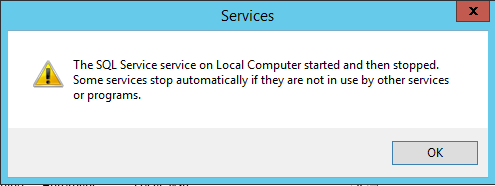 Services
x
The SQL Service service on Local Computer started and then stopped.
Some services stop automatically if they are not in use by other services
or programs.
OK